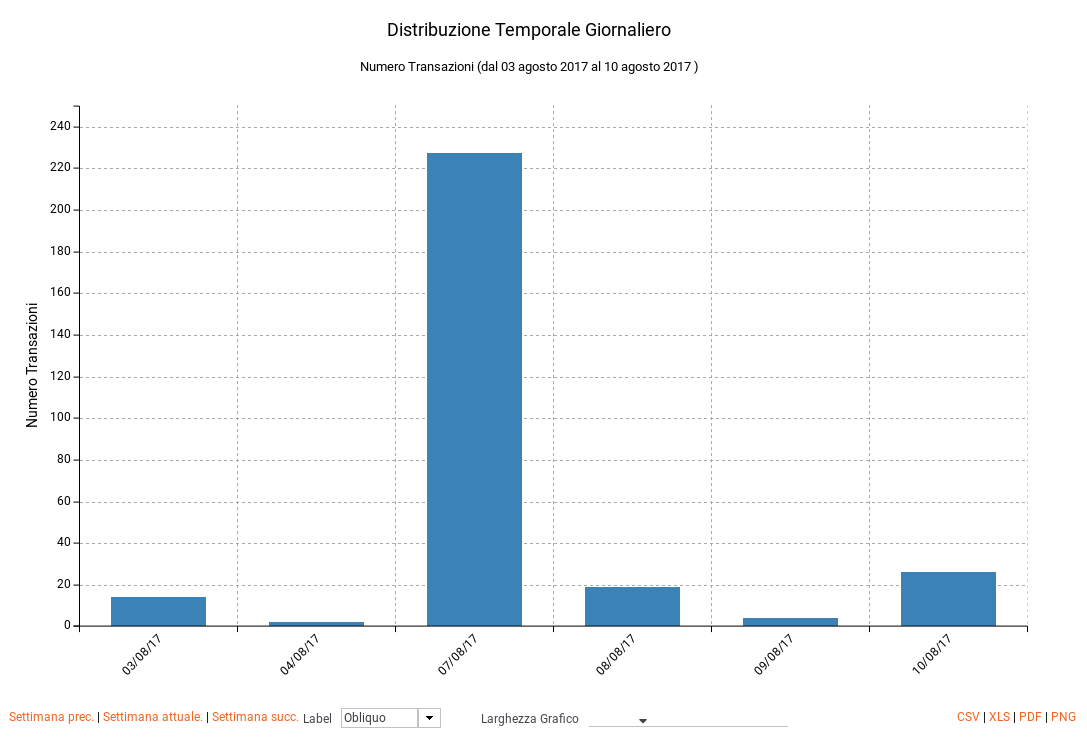 Distribuzione Temporale Giornaliero
Numero Transazioni (dal 03 agosto 2017 al 10 agosto 2017 )
Numero Transazioni
240
220
200
180
160
140
120
100
80
60
40
20
0
03/08/17 04/08/17 07/08/17 08/08/17 09/08/17 10/08/17
Settimana prec. | Settimana attuale. | Settimana succ. Label Obliquo Larghezza Grafico CSV | XLS | PDF | PNG